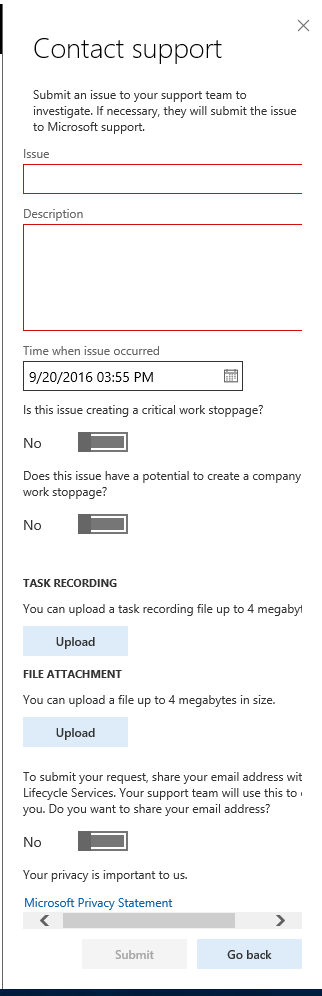 Contact support
Submit an issue to your support team to
investigate. If necessary, they will submit the issue
to Microsoft support.
Issue
Description
Time when issue occurred
9/20/2016 03:55 PM
Is this issue creating a critical work stoppage?
No
Does this issue have a potential to create a company
work stoppage?
No
TASK RECORDING
You can upload a task recording file up to 4 megabyt
Upload
FILE ATTACHMENT
You can upload a file up to 4 megabytes in size.
Upload
To submit your request, share your email address wit
Lifecycle Services. Your support team will use this to
you. Do you want to share your email address?
No
Your privacy is important to us.
Microsoft Privacy Statement
Submit
Go back